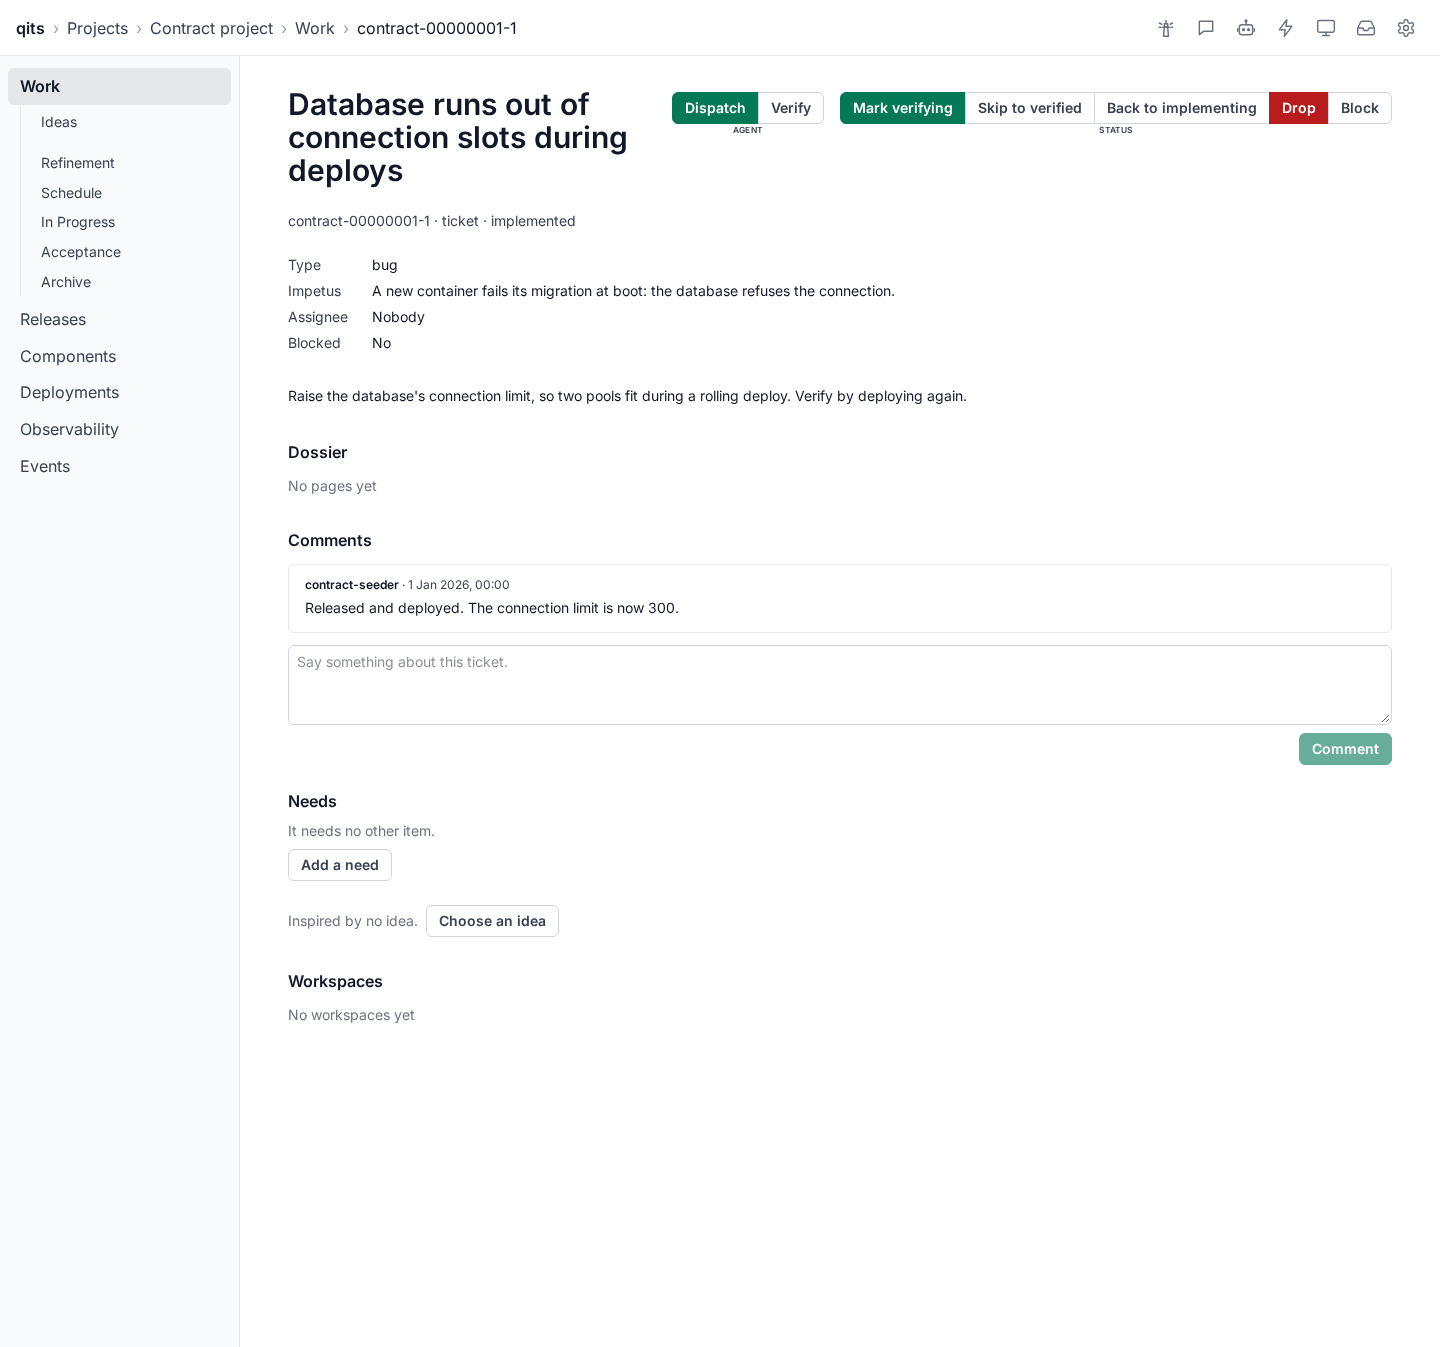 qits › Projects › Contract project › Work › contract-00000001-1
Work
Ideas
Refinement
Schedule
In Progress
Acceptance
Archive
Releases
Components
Deployments
Observability
Events
Database runs out of
connection slots during
deploys
Dispatch Verify
AGENT
Mark verifying Skip to verified Back to implementing Drop Block
STATUS
contract-00000001-1 · ticket · implemented
Type bug
Impetus A new container fails its migration at boot: the database refuses the connection.
Assignee Nobody
Blocked No
Raise the database's connection limit, so two pools fit during a rolling deploy. Verify by deploying again.
Dossier
No pages yet
Comments
contract-seeder · 1 Jan 2026, 00:00
Released and deployed. The connection limit is now 300.
Say something about this ticket.
Comment
Needs
It needs no other item.
Add a need
Inspired by no idea. Choose an idea
Workspaces
No workspaces yet